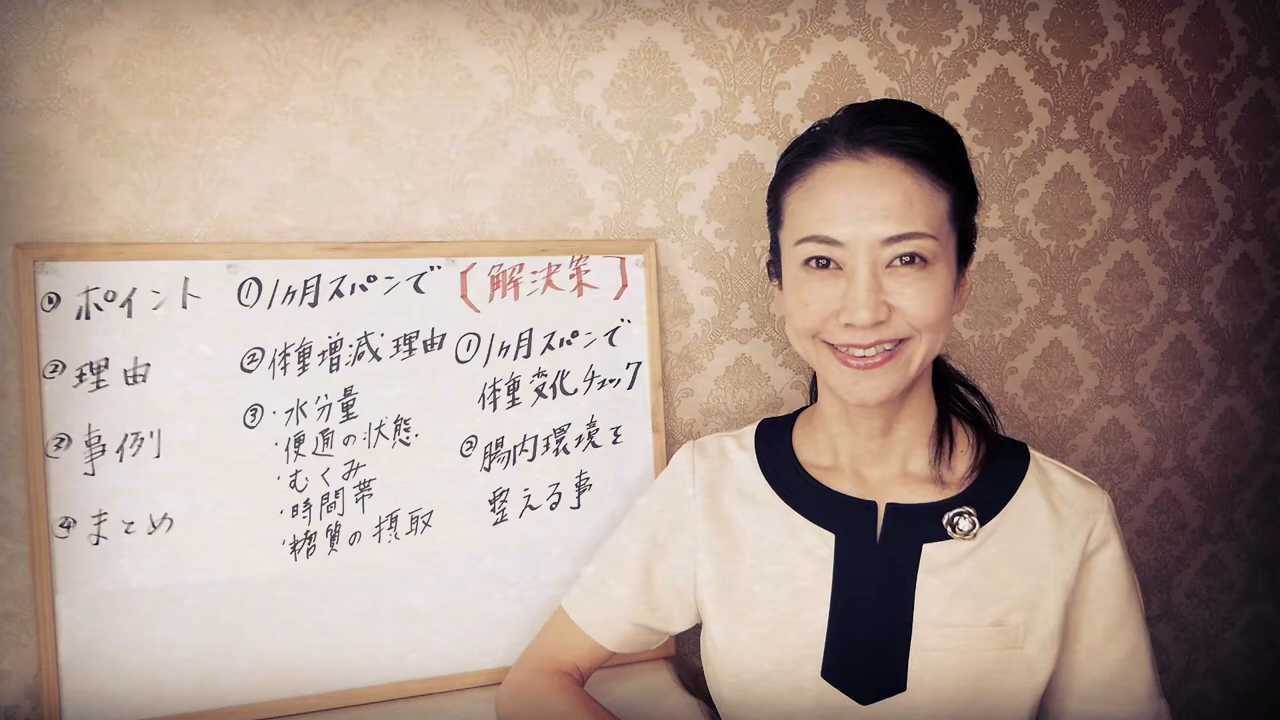 ① ポイント
② 理由
③ 事例
④ まとめ
① 1ヶ月スパンで
② 体重増減理由
③ ・水分量
・便通の状態
・むくみ
・時間帯
・糖質の摂取
【解決策】
① 1ヶ月スパンで
体重変化チェック
② 腸内環境を
整える事